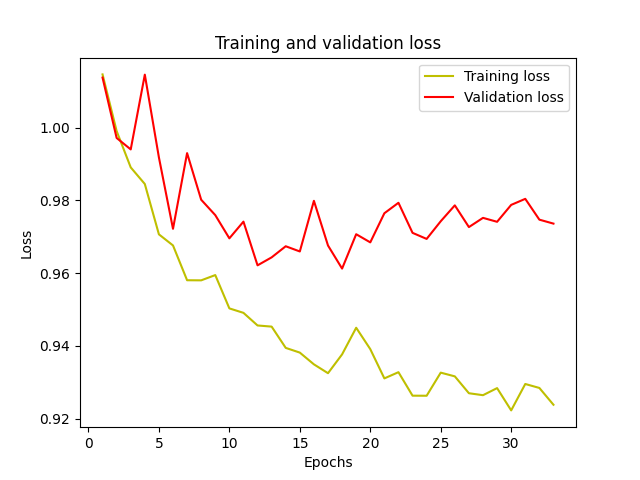 Training and validation loss
Training loss
Validation loss
1.00
0.98
0.96
0.94
0.92
Loss
0 5 10 15 20 25 30
Epochs